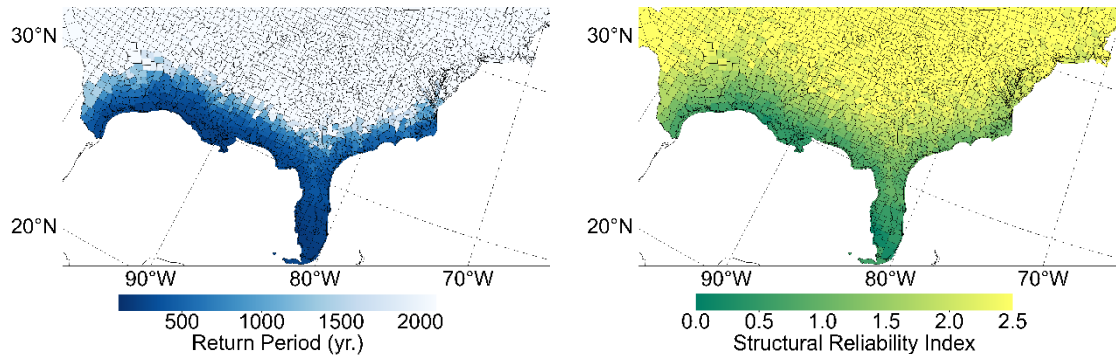 30°N
20°N
90°W 80°W 70°W
500 1000 1500 2000
Return Period (yr.)
30°N
20°N
90°W 80°W 70°W
0.0 0.5 1.0 1.5 2.0 2.5
Structural Reliability Index